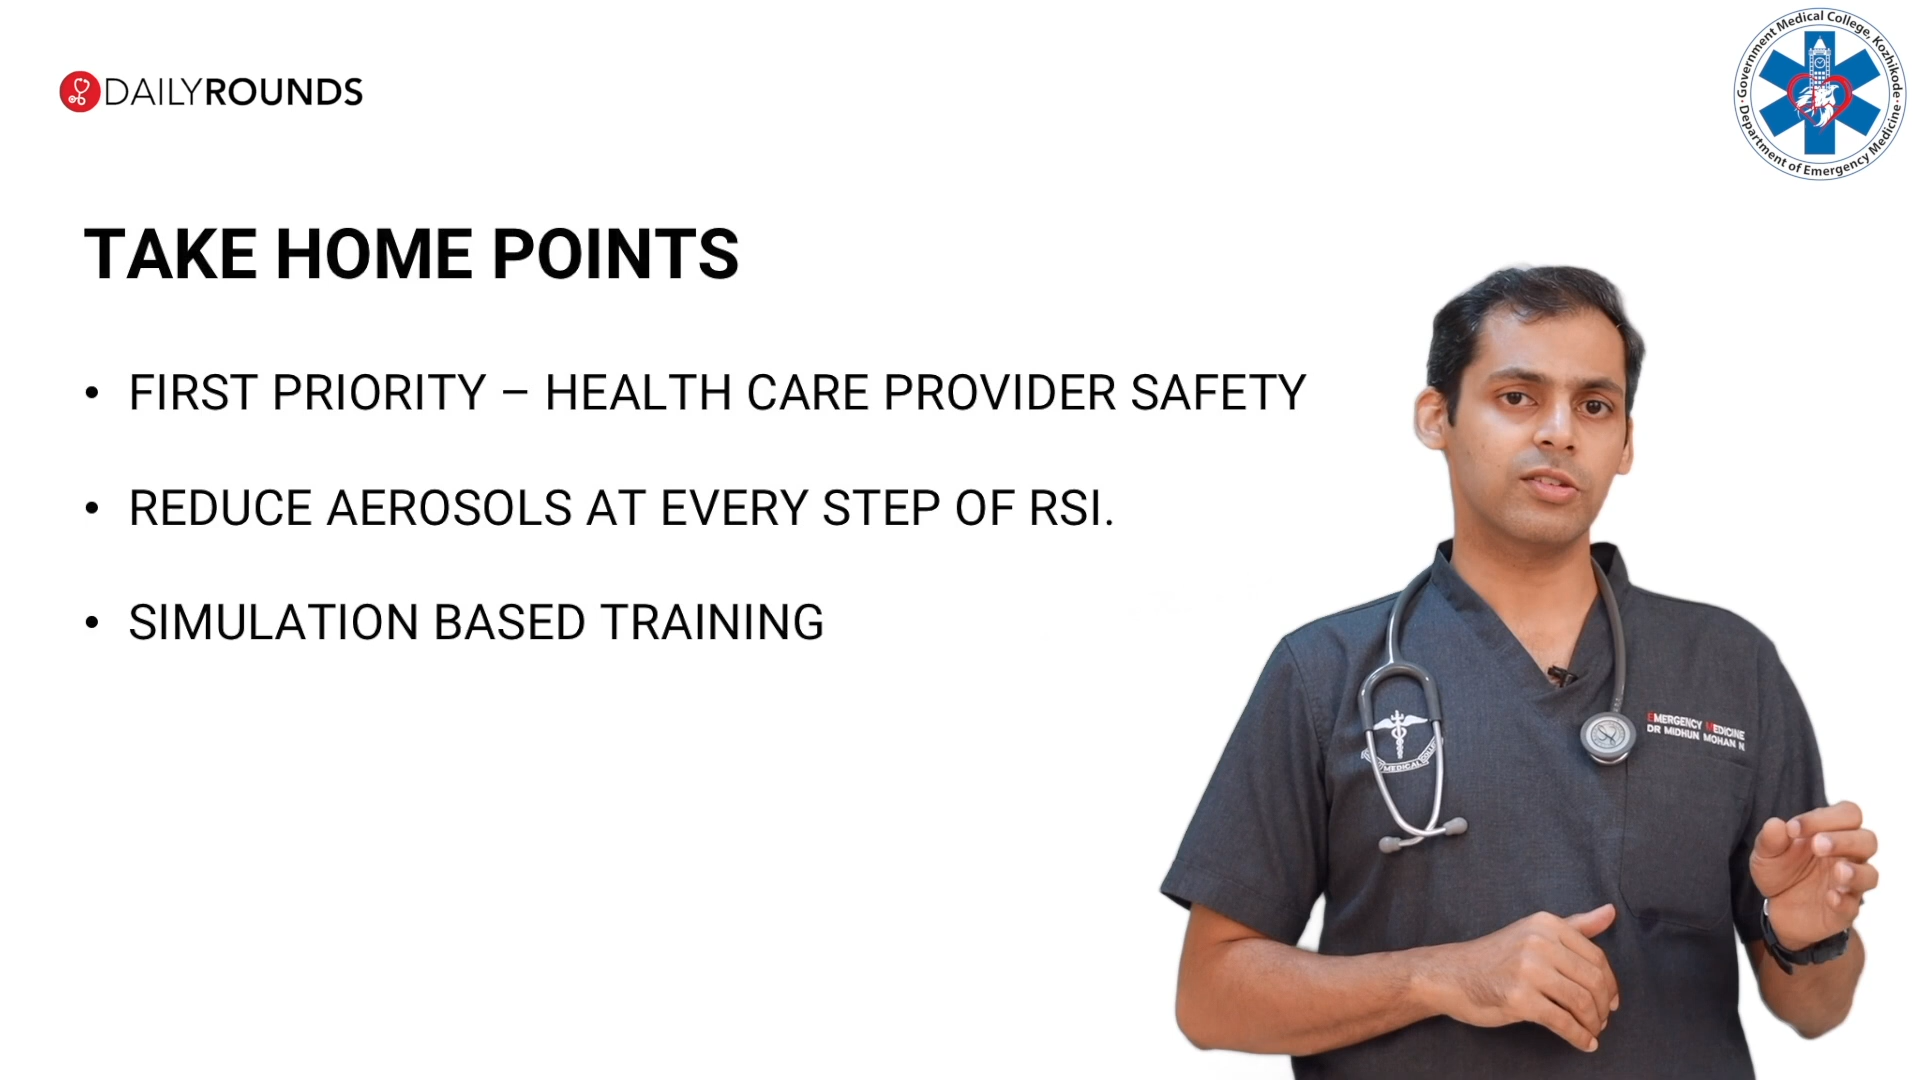 DAILYROUNDS
Government Medical College, Kozhikode
Department of Emergency Medicine
TAKE HOME POINTS
• FIRST PRIORITY – HEALTH CARE PROVIDER SAFETY
• REDUCE AEROSOLS AT EVERY STEP OF RSI.
• SIMULATION BASED TRAINING
EMERGENCY MEDICINE
DR MIDHUN MOHAN N
MEDICAL